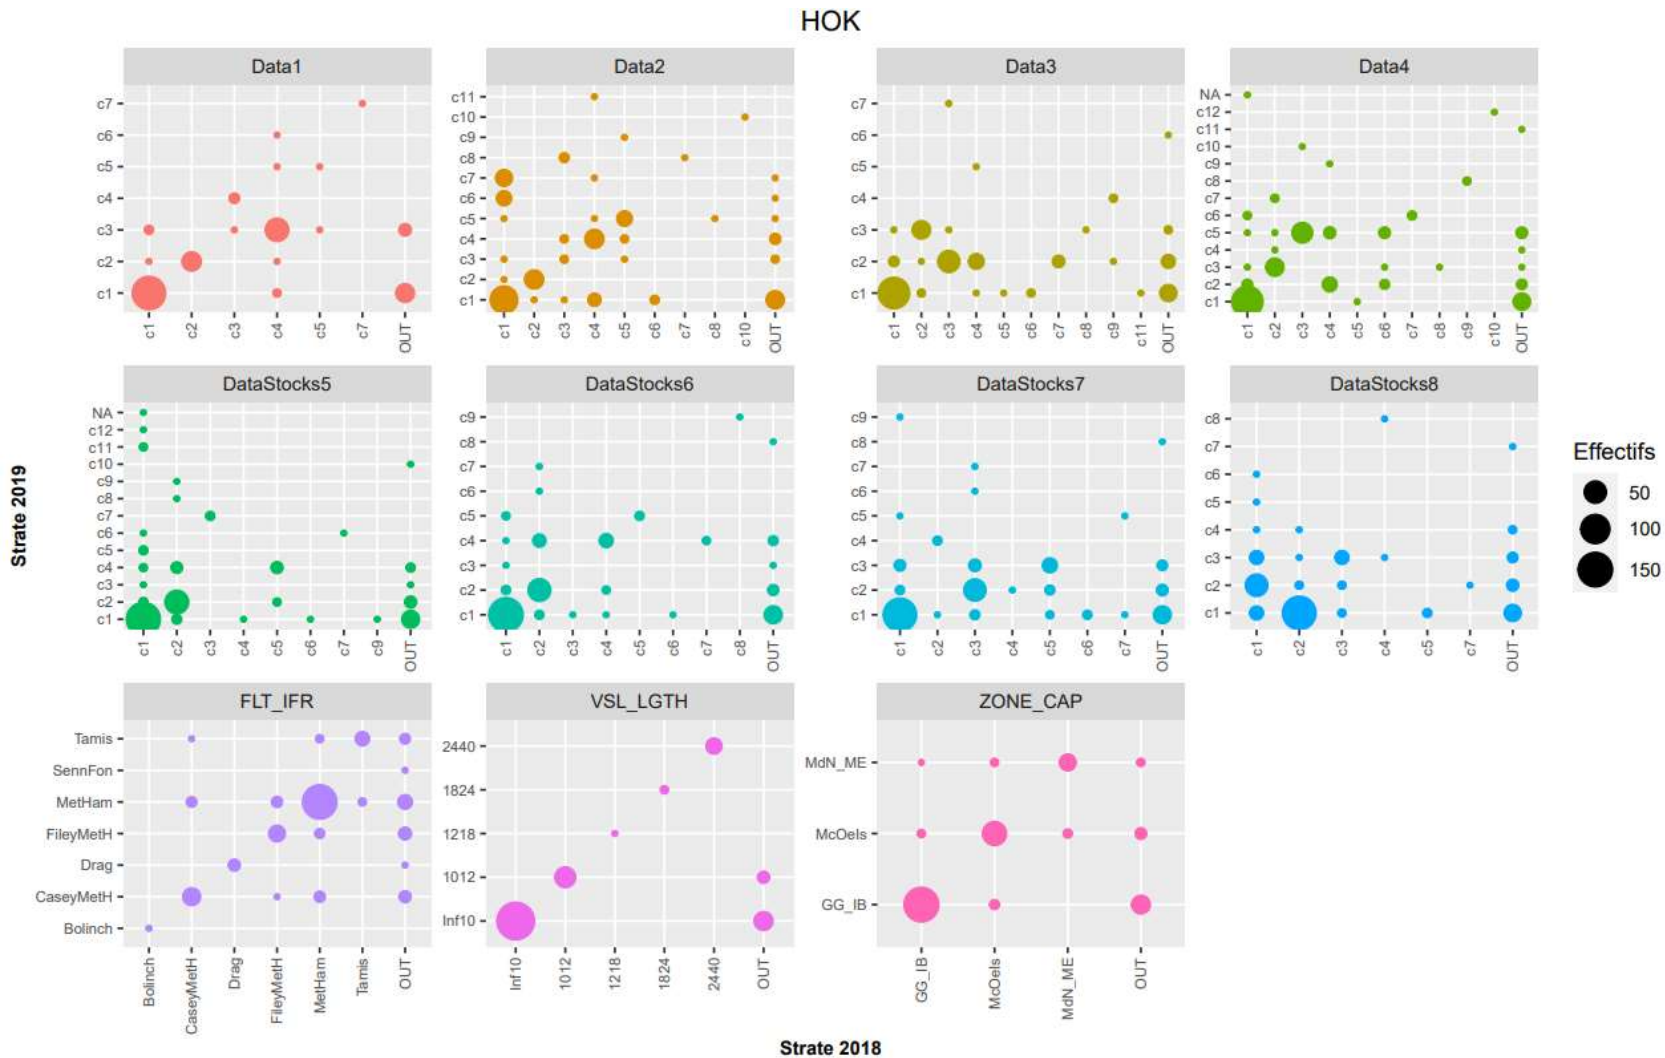 HOK
Data1
Data2
Data3
Data4
c7
c6
c5
c4
c3
c2
c1
c1
c2
c3
c4
c5
c7
OUT
c11
c10
c9
c8
c7
c6
c5
c4
c3
c2
c1
c1
c2
c3
c4
c5
c6
c7
c8
c10
OUT
c7
c6
c5
c4
c3
c2
c1
c1
c2
c3
c4
c5
c6
c7
c8
c9
c11
OUT
NA
c12
c11
c10
c9
c8
c7
c6
c5
c4
c3
c2
c1
c1
c2
c3
c4
c5
c6
c7
c8
c9
c10
OUT
DataStocks5
DataStocks6
DataStocks7
DataStocks8
NA
c12
c11
c10
c9
c8
c7
c6
c5
c4
c3
c2
c1
c1
c2
c3
c4
c5
c6
c7
c9
OUT
c9
c8
c7
c6
c5
c4
c3
c2
c1
c1
c2
c3
c4
c5
c6
c7
c8
OUT
c9
c8
c7
c6
c5
c4
c3
c2
c1
c1
c2
c3
c4
c5
c6
c7
OUT
c8
c7
c6
c5
c4
c3
c2
c1
c1
c2
c3
c4
c5
c7
OUT
FLT_IFR
VSL_LGTH
ZONE_CAP
Tamis
SennFon
MetHam
FileyMetH
Drag
CaseyMetH
Bolinch
Bolinch
CaseyMetH
Drag
FileyMetH
MetHam
Tamis
OUT
2440
1824
1218
1012
Inf10
Inf10
1012
1218
1824
2440
OUT
MdN_ME
McOels
GG_IB
GG_IB
McOels
MdN_ME
OUT
Strate 2019
Strate 2018
Effectifs
50
100
150